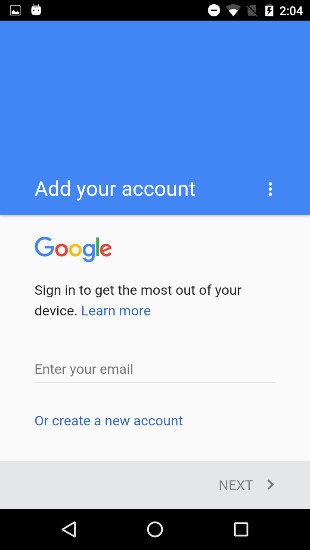 2:04
Add your account
Google
Sign in to get the most out of your
device. Learn more
Enter your email
Or create a new account
NEXT